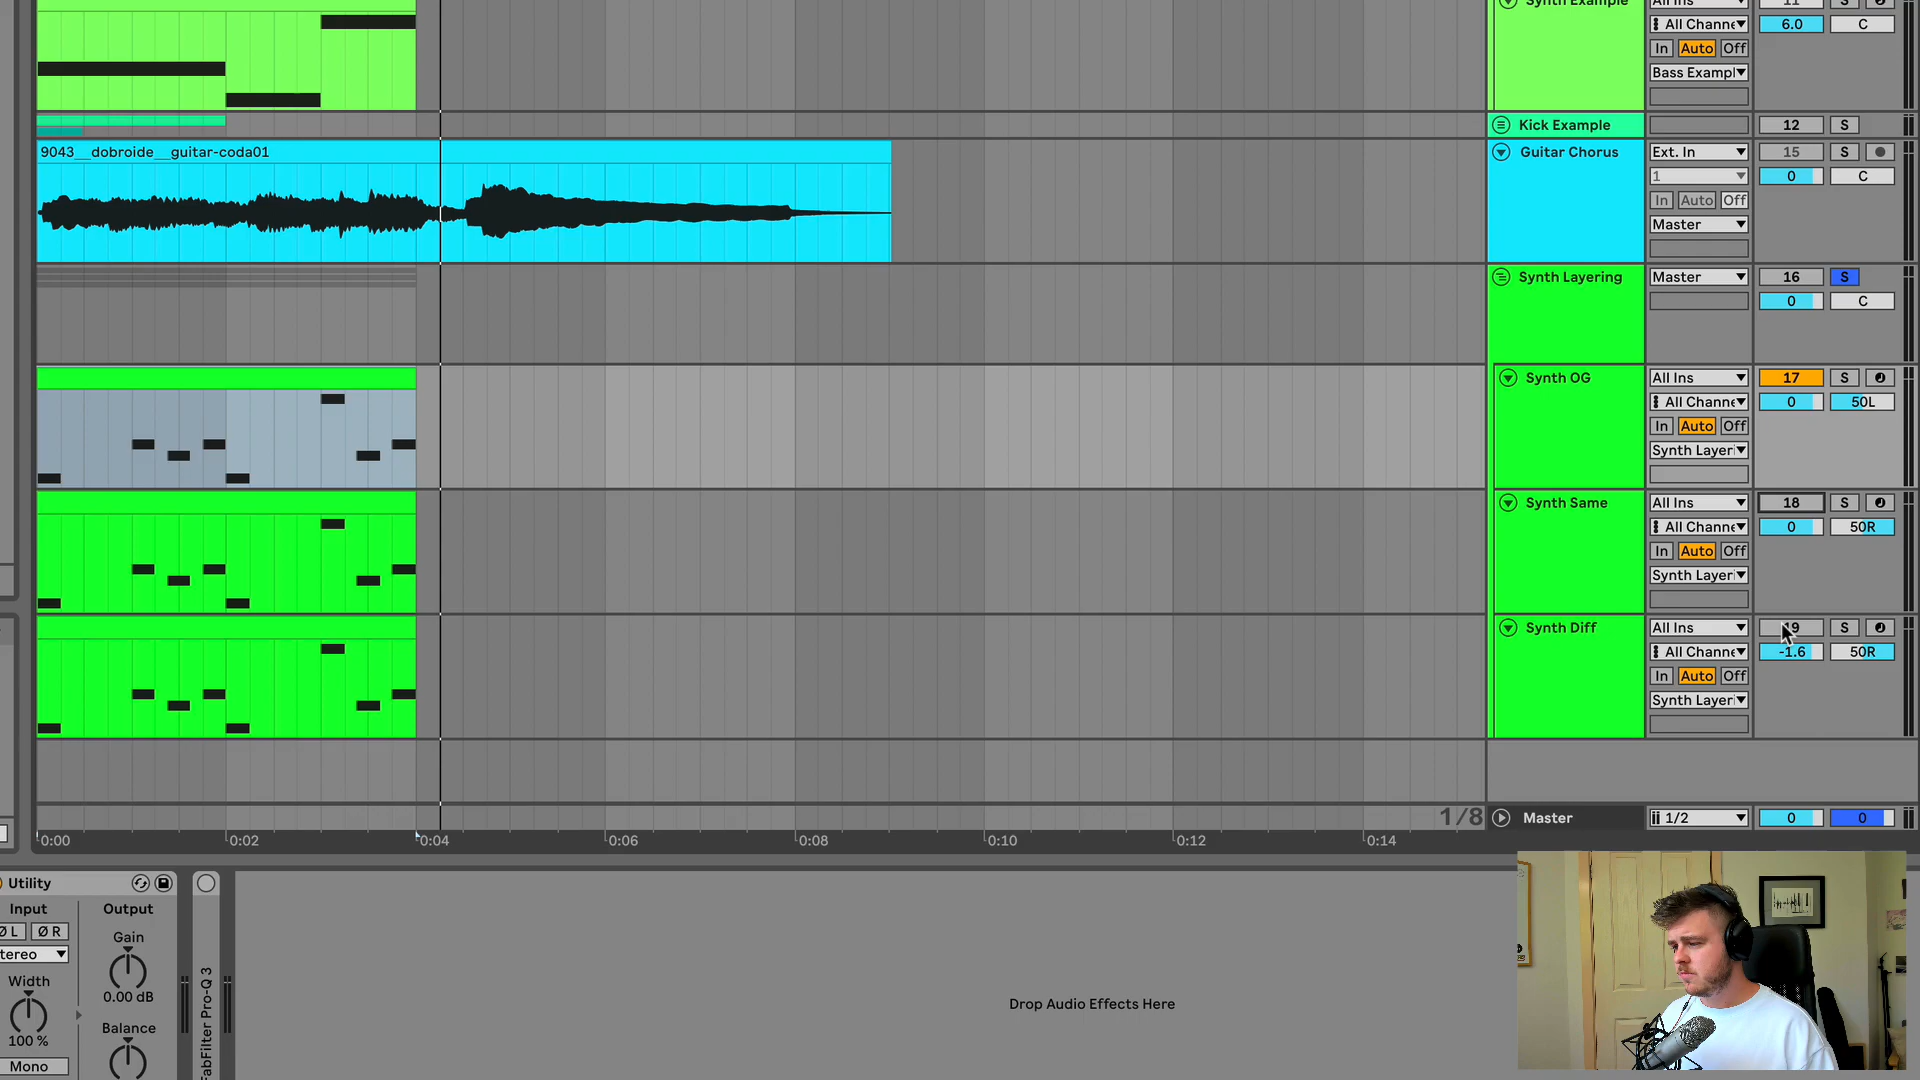 Synth Example
All Ins
11
S
All Channe
6.0
C
In Auto Off
Bass Exampl
Kick Example
12
S
9043__dobroide__guitar-coda01
Guitar Chorus
Ext. In
15
S
1
0
C
In Auto Off
Master
Synth Layering
Master
16
S
0
C
Synth OG
All Ins
17
S
All Channe
0
50L
In Auto Off
Synth Layer
Synth Same
All Ins
18
S
All Channe
0
50R
In Auto Off
Synth Layer
Synth Diff
All Ins
S
All Channe
-1.6
50R
In Auto Off
Synth Layer
1/8
Master
1/2
0
0
0:00
0:02
0:04
0:06
0:08
0:10
0:12
0:14
Utility
Input
Output
Ø L
Ø R
Gain
tereo
0.00 dB
Width
100 %
Balance
Mono
FabFilter Pro-Q 3
Drop Audio Effects Here